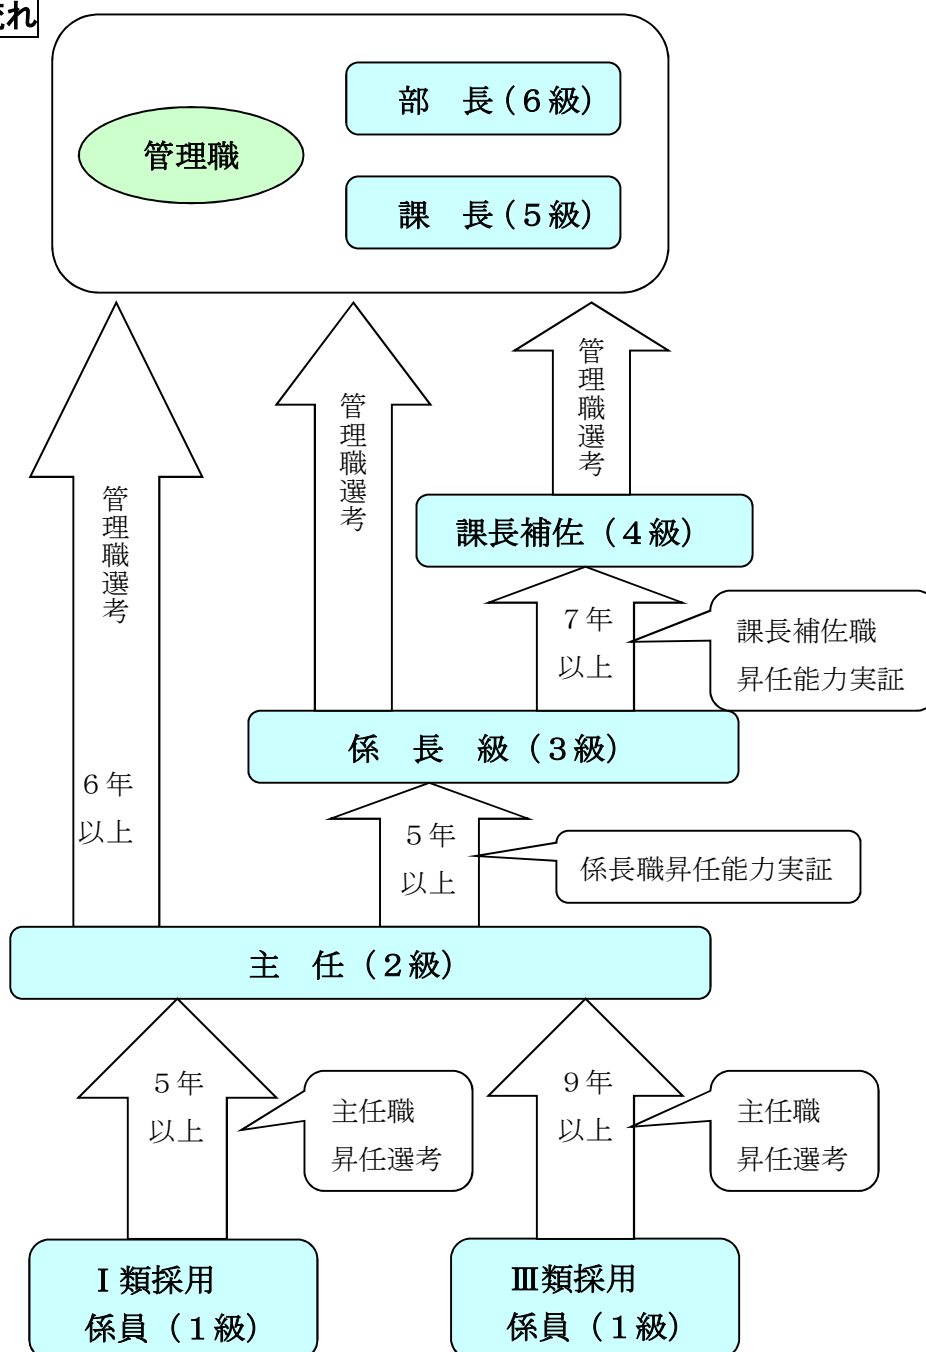 れ
部　長（６級）
管理職
課　長（５級）
管理職選考
管理職選考
管理職選考
課長補佐（４級）
７年
以上
課長補佐職
昇任能力実証
係　長　級（３級）
６年
以上
５年
以上
係長職昇任能力実証
主　任（２級）
５年
以上
主任職
昇任選考
９年
以上
主任職
昇任選考
Ⅰ類採用
係員（１級）
Ⅲ類採用
係員（１級）